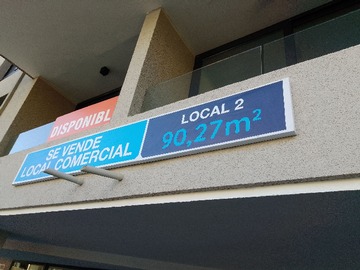 DISPONIBL
SE VENDE
LOCAL COMERCIAL
LOCAL 2
90,27m²